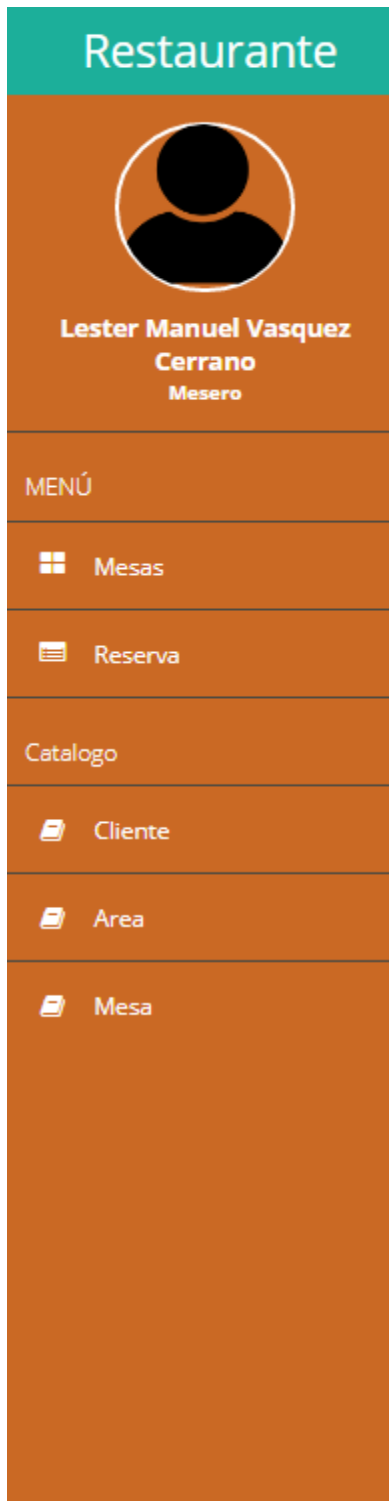 Restaurante
Lester Manuel Vasquez
Cerrano
Mesero
MENÚ
Mesas
Reserva
Catalogo
Cliente
Area
Mesa